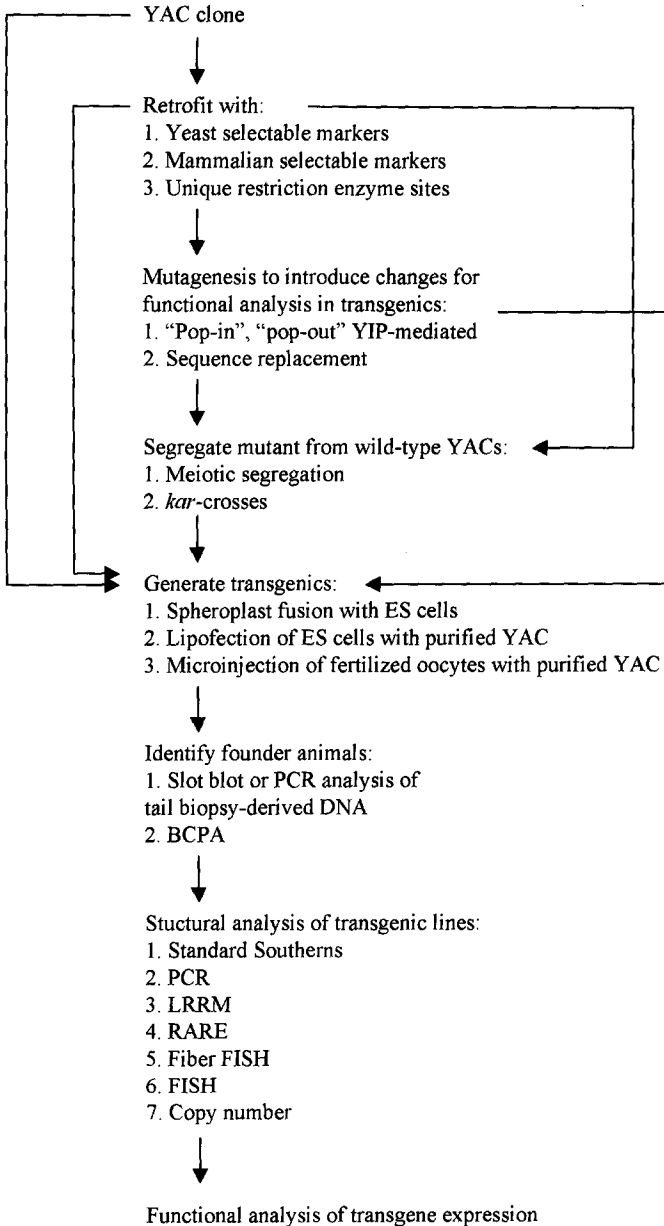 YAC clone
Retrofit with:
1. Yeast selectable markers
2. Mammalian selectable markers
3. Unique restriction enzyme sites
Mutagenesis to introduce changes for
functional analysis in transgenics:
1. “Pop-in”, “pop-out” YIP-mediated
2. Sequence replacement
Segregate mutant from wild-type YACs:
1. Meiotic segregation
2. kar-crosses
Generate transgenics:
1. Spheroplast fusion with ES cells
2. Lipofection of ES cells with purified YAC
3. Microinjection of fertilized oocytes with purified YAC
Identify founder animals:
1. Slot blot or PCR analysis of
tail biopsy-derived DNA
2. BCPA
Stuctural analysis of transgenic lines:
1. Standard Southerns
2. PCR
3. LRRM
4. RARE
5. Fiber FISH
6. FISH
7. Copy number
Functional analysis of transgene expression